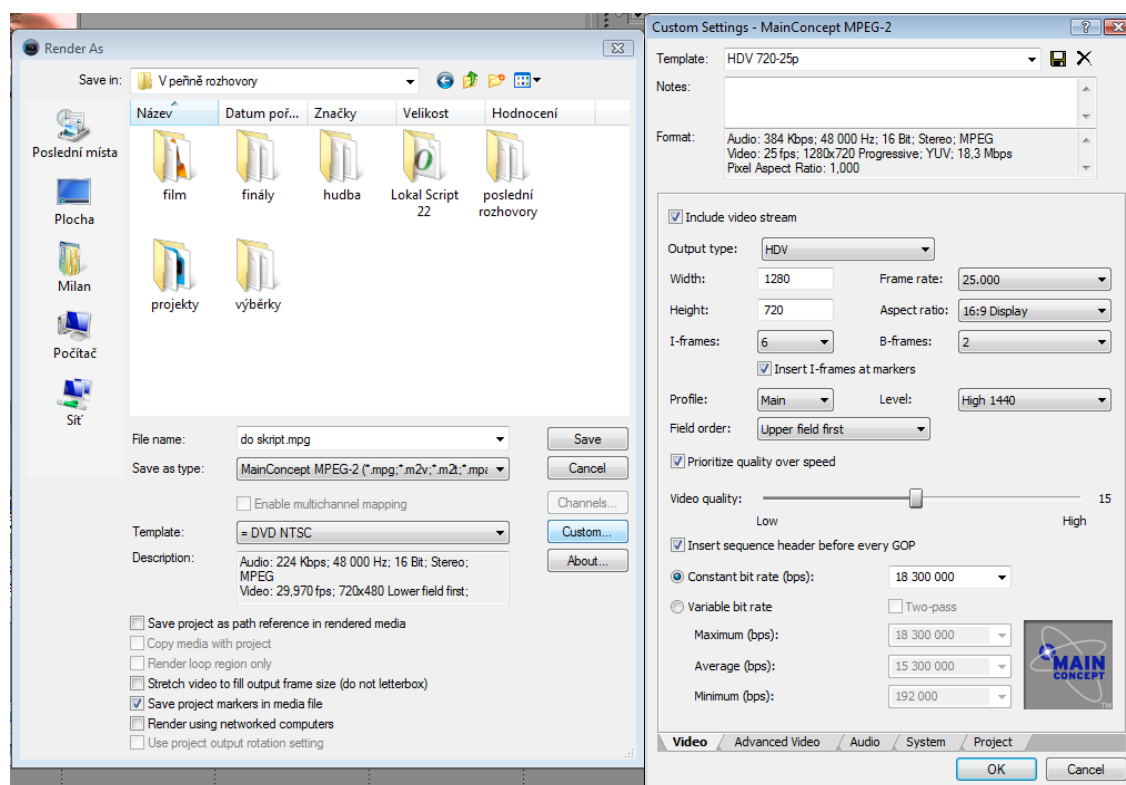 Render As
Save in: V peřině rozhovory
Název Datum poř... Značky Velikost Hodnocení
Poslední místa
Plocha
Milan
Počítač
Síť
film finály hudba Lokal Script 22 poslední rozhovory
projekty výběrky
File name: do skript.mpg Save
Save as type: MainConcept MPEG-2 (*.mpg;*.m2v;*.m2t;*.mpa Cancel
Enable multichannel mapping Channels...
Template: = DVD NTSC Custom...
Description: Audio: 224 Kbps; 48 000 Hz; 16 Bit; Stereo; About...
MPEG
Video: 29,970 fps; 720x480 Lower field first;
Save project as path reference in rendered media
Copy media with project
Render loop region only
Stretch video to fill output frame size (do not letterbox)
Save project markers in media file
Render using networked computers
Use project output rotation setting
Custom Settings - MainConcept MPEG-2
Template: HDV 720-25p
Notes:
Format: Audio: 384 Kbps; 48 000 Hz; 16 Bit; Stereo; MPEG
Video: 25 fps; 1280x720 Progressive; YUV; 18,3 Mbps
Pixel Aspect Ratio: 1,000
Include video stream
Output type: HDV
Width: 1280 Frame rate: 25.000
Height: 720 Aspect ratio: 16:9 Display
I-frames: 6 B-frames: 2
Insert I-frames at markers
Profile: Main Level: High 1440
Field order: Upper field first
Prioritize quality over speed
Video quality: 15
Low High
Insert sequence header before every GOP
Constant bit rate (bps): 18 300 000
Variable bit rate Two-pass
Maximum (bps): 18 300 000
Average (bps): 15 300 000
Minimum (bps): 192 000
MAIN
CONCEPT
TM
Video Advanced Video Audio System Project
OK Cancel